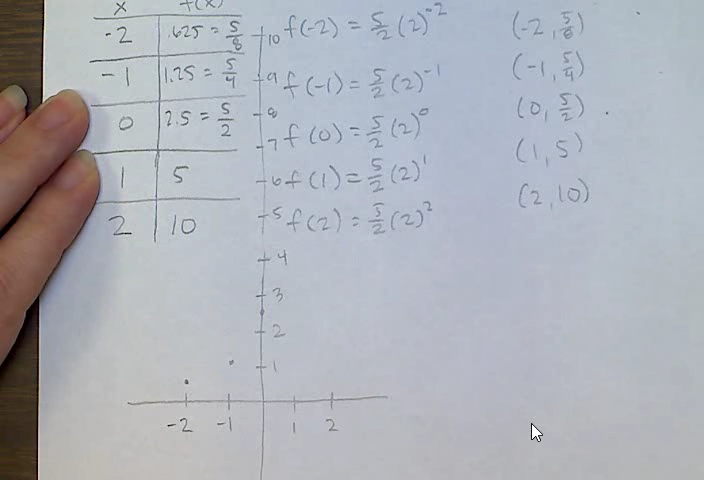 x f(x)
-2 .625 = 5/8 10 f(-2) = 5/2 (2)^-2 (-2, 5/8)
-1 1.25 = 5/4 9 f(-1) = 5/2 (2)^-1 (-1, 5/4)
0 2.5 = 5/2 8 f(0) = 5/2 (2)^0 (0, 5/2)
7
1 5 6 f(1) = 5/2 (2)^1 (1, 5)
2 10 5 f(2) = 5/2 (2)^2 (2, 10)
4
3
2
1
-2 -1 1 2